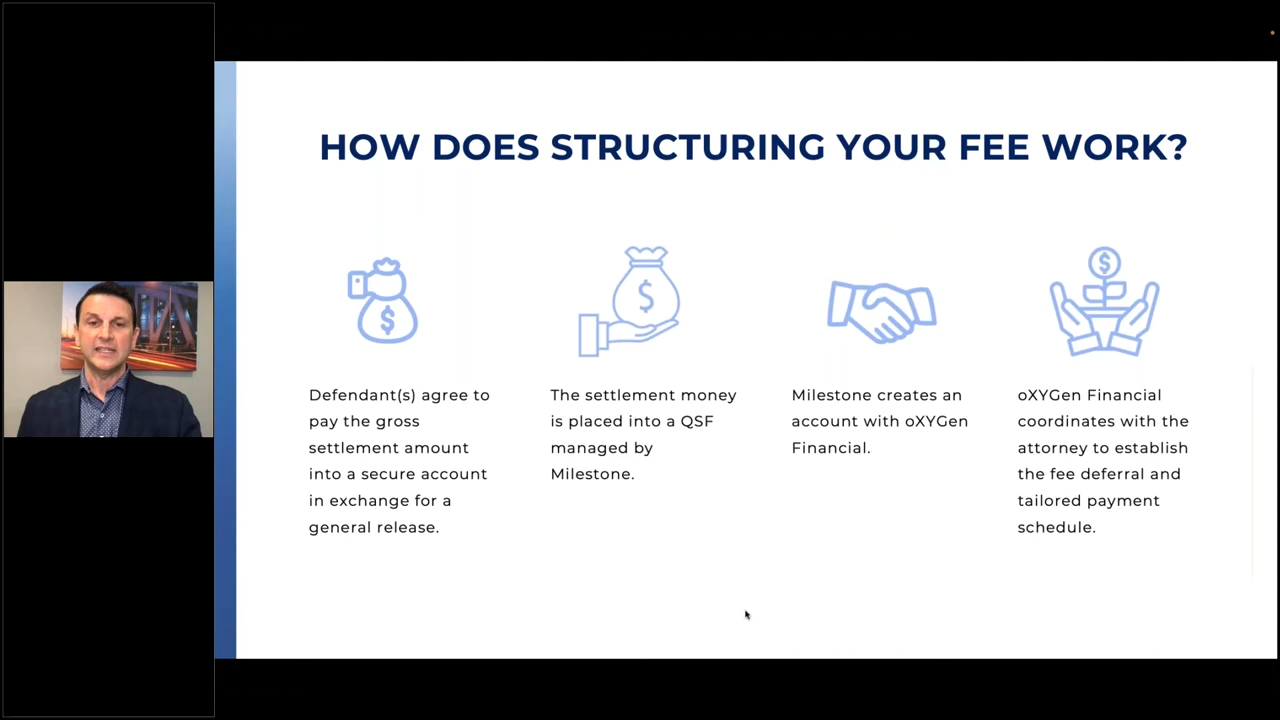 HOW DOES STRUCTURING YOUR FEE WORK?
Defendant(s) agree to
pay the gross
settlement amount
into a secure account
in exchange for a
general release.
The settlement money
is placed into a QSF
managed by
Milestone.
Milestone creates an
account with oXYGen
Financial.
oXYGen Financial
coordinates with the
attorney to establish
the fee deferral and
tailored payment
schedule.